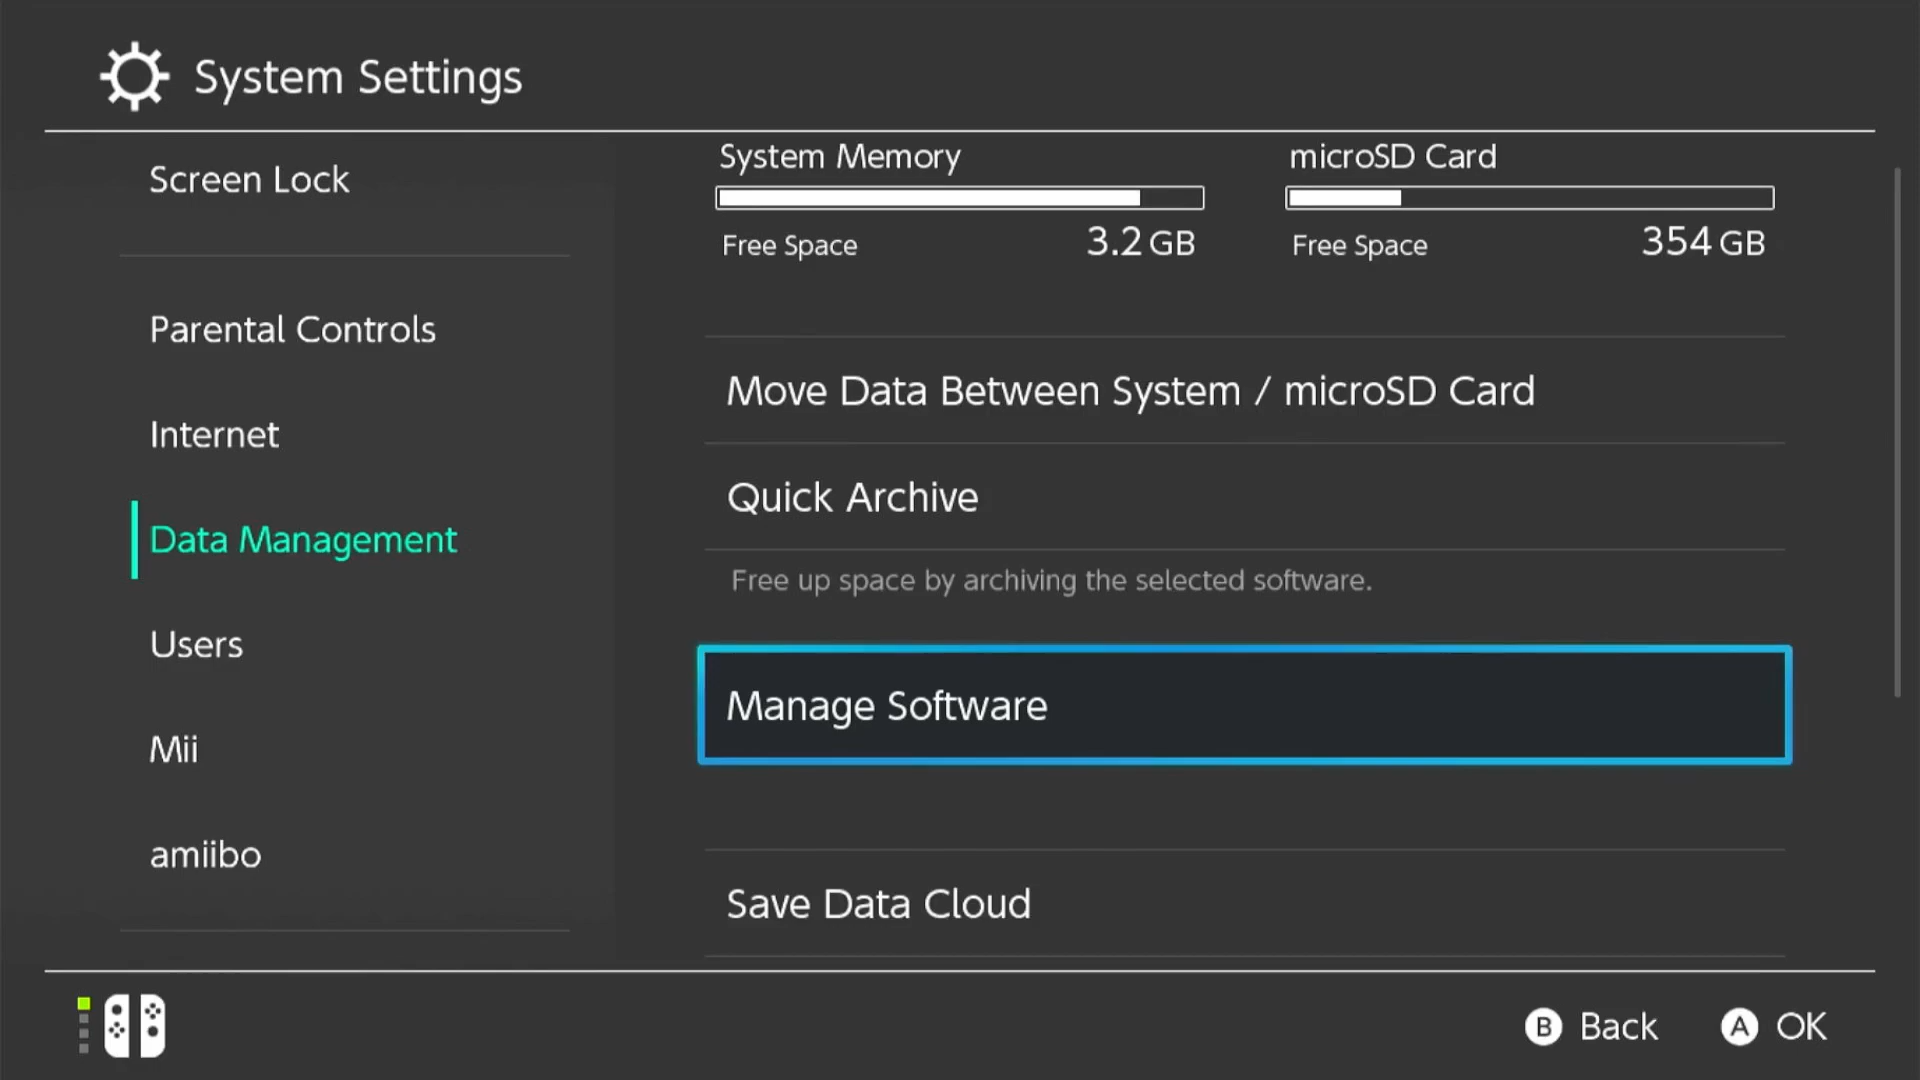 System Settings
Screen Lock
Parental Controls
Internet
Data Management
Users
Mii
amiibo
System Memory
Free Space 3.2 GB
microSD Card
Free Space 354 GB
Move Data Between System / microSD Card
Quick Archive
Free up space by archiving the selected software.
Manage Software
Save Data Cloud
B Back A OK